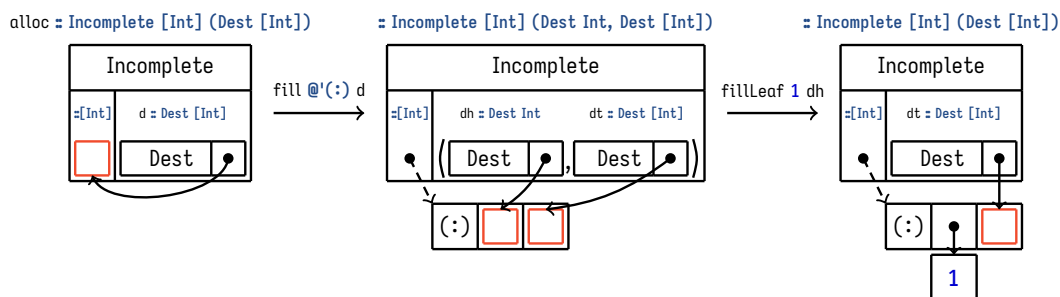 alloc :: Incomplete [Int] (Dest [Int])
:: Incomplete [Int] (Dest Int, Dest [Int])
:: Incomplete [Int] (Dest [Int])
Incomplete
fill @'(:) d
Incomplete
fillLeaf 1 dh
Incomplete
::[Int]
d :: Dest [Int]
::[Int]
dh :: Dest Int
dt :: Dest [Int]
::[Int]
dt :: Dest [Int]
Dest
( Dest , Dest )
Dest
(:)
(:)
1